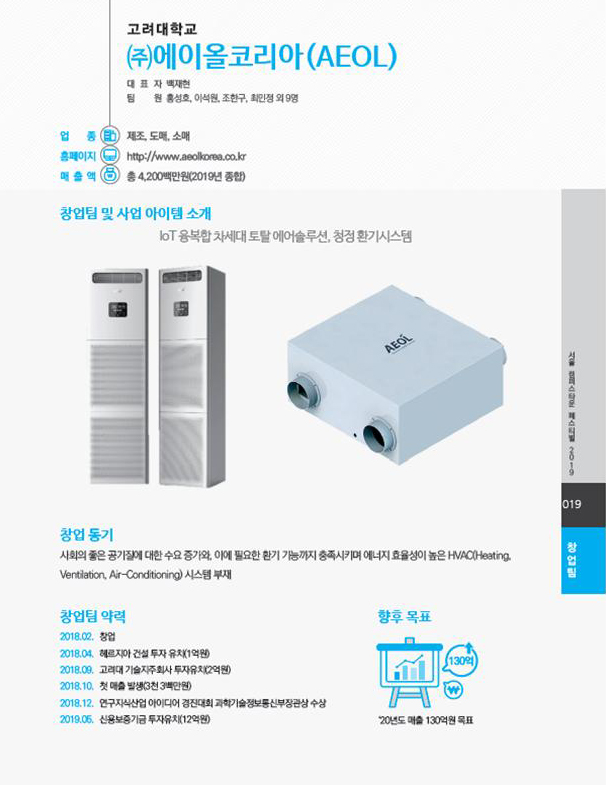 고려대학교
㈜에이올코리아(AEOL)
대 표 자 백재현
팀 원 홍성호, 이석원, 조한구, 최민정 외 9명
업 종 제조, 도매, 소매
홈페이지 http://www.aeolkorea.co.kr
매 출 액 총 4,200백만원(2019년 종합)
창업팀 및 사업 아이템 소개
IoT 융복합 차세대 토탈 에어솔루션, 청정 환기시스템
AEOL
서울 캠퍼스타운 페스티벌 2019
019
창업팀
창업 동기
사회의 좋은 공기질에 대한 수요 증가와, 이에 필요한 환기 기능까지 충족시키며 에너지 효율성이 높은 HVAC(Heating,
Ventilation, Air-Conditioning) 시스템 부재
창업팀 약력
2018.02. 창업
2018.04. 헤르지아 건설 투자 유치(1억원)
2018.09. 고려대 기술지주회사 투자유치(2억원)
2018.10. 첫 매출 발생(3천 3백만원)
2018.12. 연구지식산업 아이디어 경진대회 과학기술정보통신부장관상 수상
2019.05. 신용보증기금 투자유치(12억원)
향후 목표
130억
₩
'20년도 매출 130억원 목표